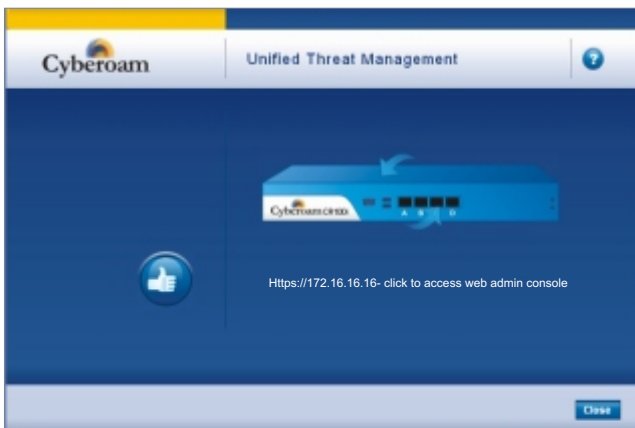 Cyberoam
Unified Threat Management
?
Cyberoam
A B D
Https://172.16.16.16- click to access web admin console
Close